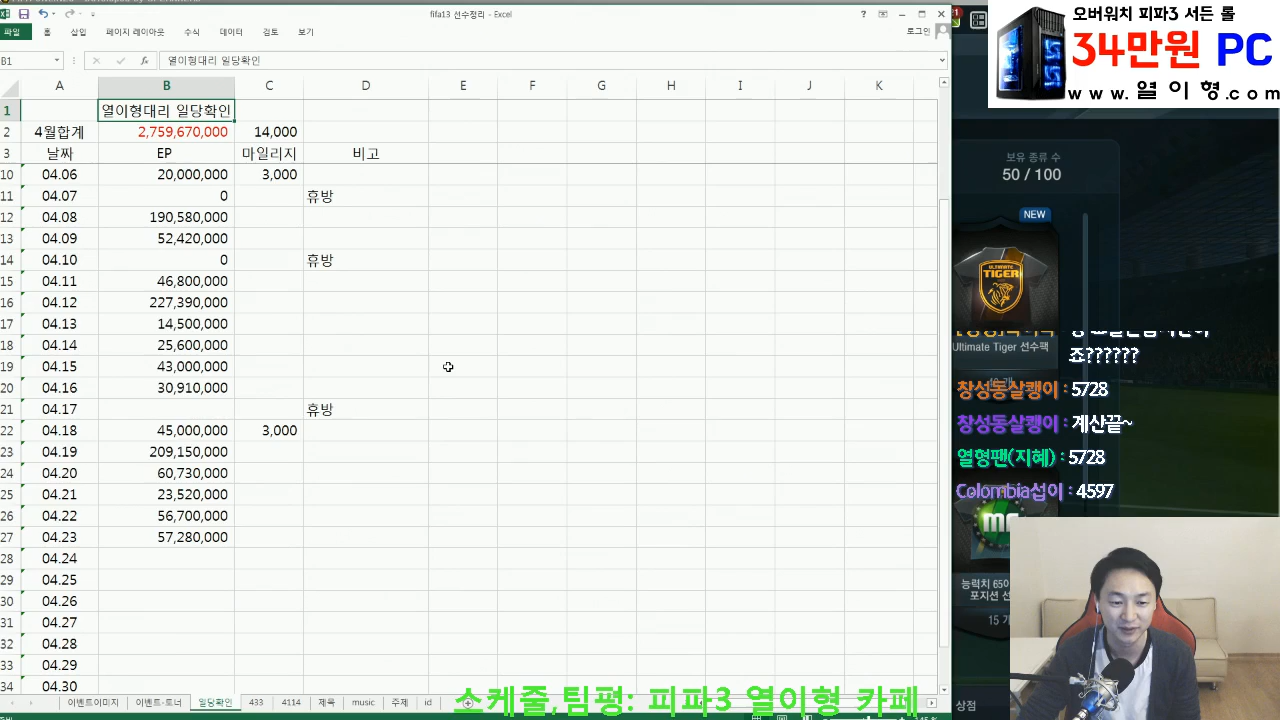 fifa13 선수정리 - Excel
파일 홈 삽입 페이지 레이아웃 수식 데이터 검토 보기 로그인
B1 열이형대리 일당확인
A B C D E F G H I J K
1 열이형대리 일당확인
2 4월합계 2,759,670,000 14,000
3 날짜 EP 마일리지 비고
10 04.06 20,000,000 3,000
11 04.07 0 휴방
12 04.08 190,580,000
13 04.09 52,420,000
14 04.10 0 휴방
15 04.11 46,800,000
16 04.12 227,390,000
17 04.13 14,500,000
18 04.14 25,600,000
19 04.15 43,000,000
20 04.16 30,910,000
21 04.17 휴방
22 04.18 45,000,000 3,000
23 04.19 209,150,000
24 04.20 60,730,000
25 04.21 23,520,000
26 04.22 56,700,000
27 04.23 57,280,000
28 04.24
29 04.25
30 04.26
31 04.27
32 04.28
33 04.29
34 04.30
이벤트이미지 이벤트-토너 일당확인 433 4114 제목 music 주제 id
스케줄,팀평: 피파3 열이형 카페
오버워치 피파3 서든 롤
34만원 PC
www.열이형.com
보유 종류 수
50 / 100
NEW
ULTIMATE
TIGER
Ultimate Tiger 선수팩
죠??????
창성동살쾡이 : 5728
창성동살쾡이 : 계산끝~
열형팬(지혜) : 5728
Colombia섭이 : 4597
능력치 65이
포지션 선
15 개
상점